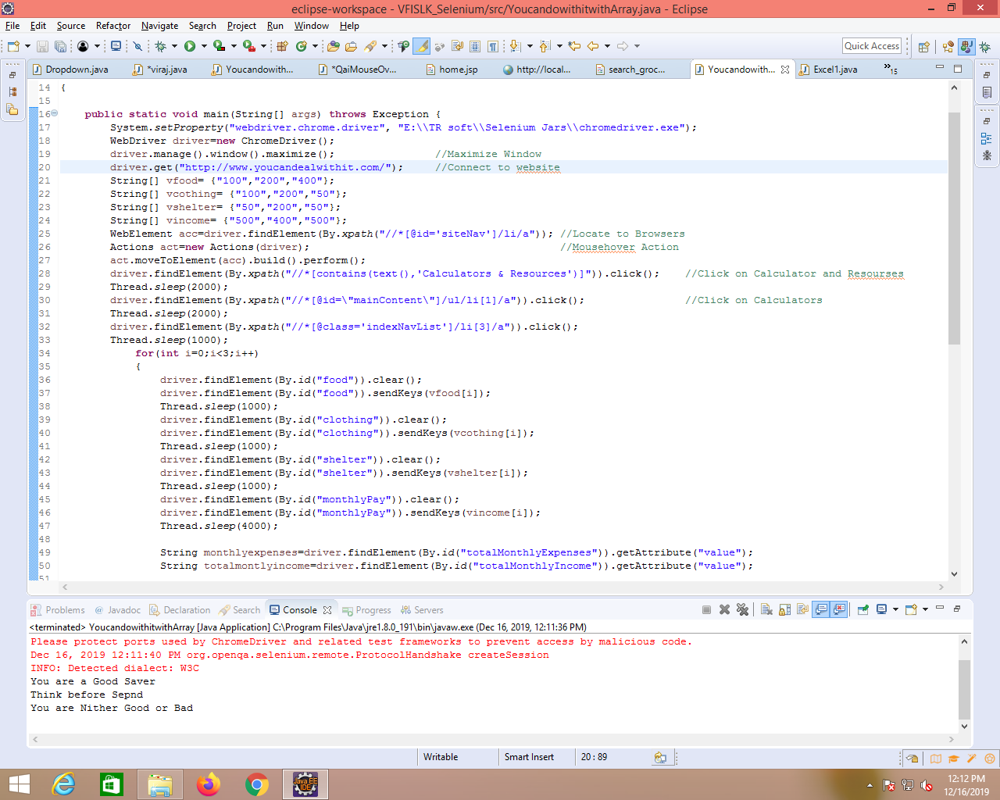 eclipse-workspace - VFISLK_Selenium/src/YoucandowithitwithArray.java - Eclipse
File Edit Source Refactor Navigate Search Project Run Window Help
Quick Access
Dropdown.java *viraj.java Youcandowith... *QaiMouseOv... home.jsp http://local... search_groc... Youcandowith... Excel1.java »15
14 {
15
16 public static void main(String[] args) throws Exception {
17 System.setProperty("webdriver.chrome.driver", "E:\\TR soft\\Selenium Jars\\chromedriver.exe");
18 WebDriver driver=new ChromeDriver();
19 driver.manage().window().maximize(); //Maximize Window
20 driver.get("http://www.youcandealwithit.com/"); //Connect to website
21 String[] vfood= {"100","200","400"};
22 String[] vcothing= {"100","200","50"};
23 String[] vshelter= {"50","200","50"};
24 String[] vincome= {"500","400","500"};
25 WebElement acc=driver.findElement(By.xpath("//*[@id='siteNav']/li/a")); //Locate to Browsers
26 Actions act=new Actions(driver); //Mousehover Action
27 act.moveToElement(acc).build().perform();
28 driver.findElement(By.xpath("//*[contains(text(),'Calculators & Resources')]")).click(); //Click on Calculator and Resourses
29 Thread.sleep(2000);
30 driver.findElement(By.xpath("//*[@id=\"mainContent\"]/ul/li[1]/a")).click(); //Click on Calculators
31 Thread.sleep(2000);
32 driver.findElement(By.xpath("//*[@class='indexNavList']/li[3]/a")).click();
33 Thread.sleep(1000);
34 for(int i=0;i<3;i++)
35 {
36 driver.findElement(By.id("food")).clear();
37 driver.findElement(By.id("food")).sendKeys(vfood[i]);
38 Thread.sleep(1000);
39 driver.findElement(By.id("clothing")).clear();
40 driver.findElement(By.id("clothing")).sendKeys(vcothing[i]);
41 Thread.sleep(1000);
42 driver.findElement(By.id("shelter")).clear();
43 driver.findElement(By.id("shelter")).sendKeys(vshelter[i]);
44 Thread.sleep(1000);
45 driver.findElement(By.id("monthlyPay")).clear();
46 driver.findElement(By.id("monthlyPay")).sendKeys(vincome[i]);
47 Thread.sleep(4000);
48
49 String monthlyexpenses=driver.findElement(By.id("totalMonthlyExpenses")).getAttribute("value");
50 String totalmontlyincome=driver.findElement(By.id("totalMonthlyIncome")).getAttribute("value");
51
Problems @ Javadoc Declaration Search Console Progress Servers
<terminated> YoucandowithitwithArray [Java Application] C:\Program Files\Java\jre1.8.0_191\bin\javaw.exe (Dec 16, 2019, 12:11:36 PM)
Please protect ports used by ChromeDriver and related test frameworks to prevent access by malicious code.
Dec 16, 2019 12:11:40 PM org.openqa.selenium.remote.ProtocolHandshake createSession
INFO: Detected dialect: W3C
You are a Good Saver
Think before Sepnd
You are Nither Good or Bad
Writable Smart Insert 20 : 89
Java EE
IDE
12:12 PM
12/16/2019